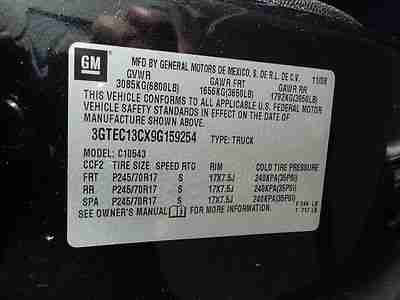 GM
MFD BY GENERAL MOTORS DE MEXICO, S. DE R.L. DE C.V. 11/08
GVWR GAWR FRT GAWR RR
3085KG(6800LB) 1656KG(3650LB) 1792KG(3950LB)
THIS VEHICLE CONFORMS TO ALL APPLICABLE U.S. FEDERAL MOTOR
VEHICLE SAFETY STANDARDS IN EFFECT ON THE DATE OF
MANUFACTURE SHOWN ABOVE.
3GTEC13CX9G159254 TYPE: TRUCK
MODEL: C10543
CCF2 TIRE SIZE SPEED RTG RIM COLD TIRE PRESSURE
FRT P245/70R17 S 17X7.5J 240KPA(35PSI)
RR P245/70R17 S 17X7.5J 240KPA(35PSI)
SPA P245/70R17 S 17X7.5J 240KPA(35PSI)
SEE OWNER'S MANUAL FOR MORE INFORMATION.